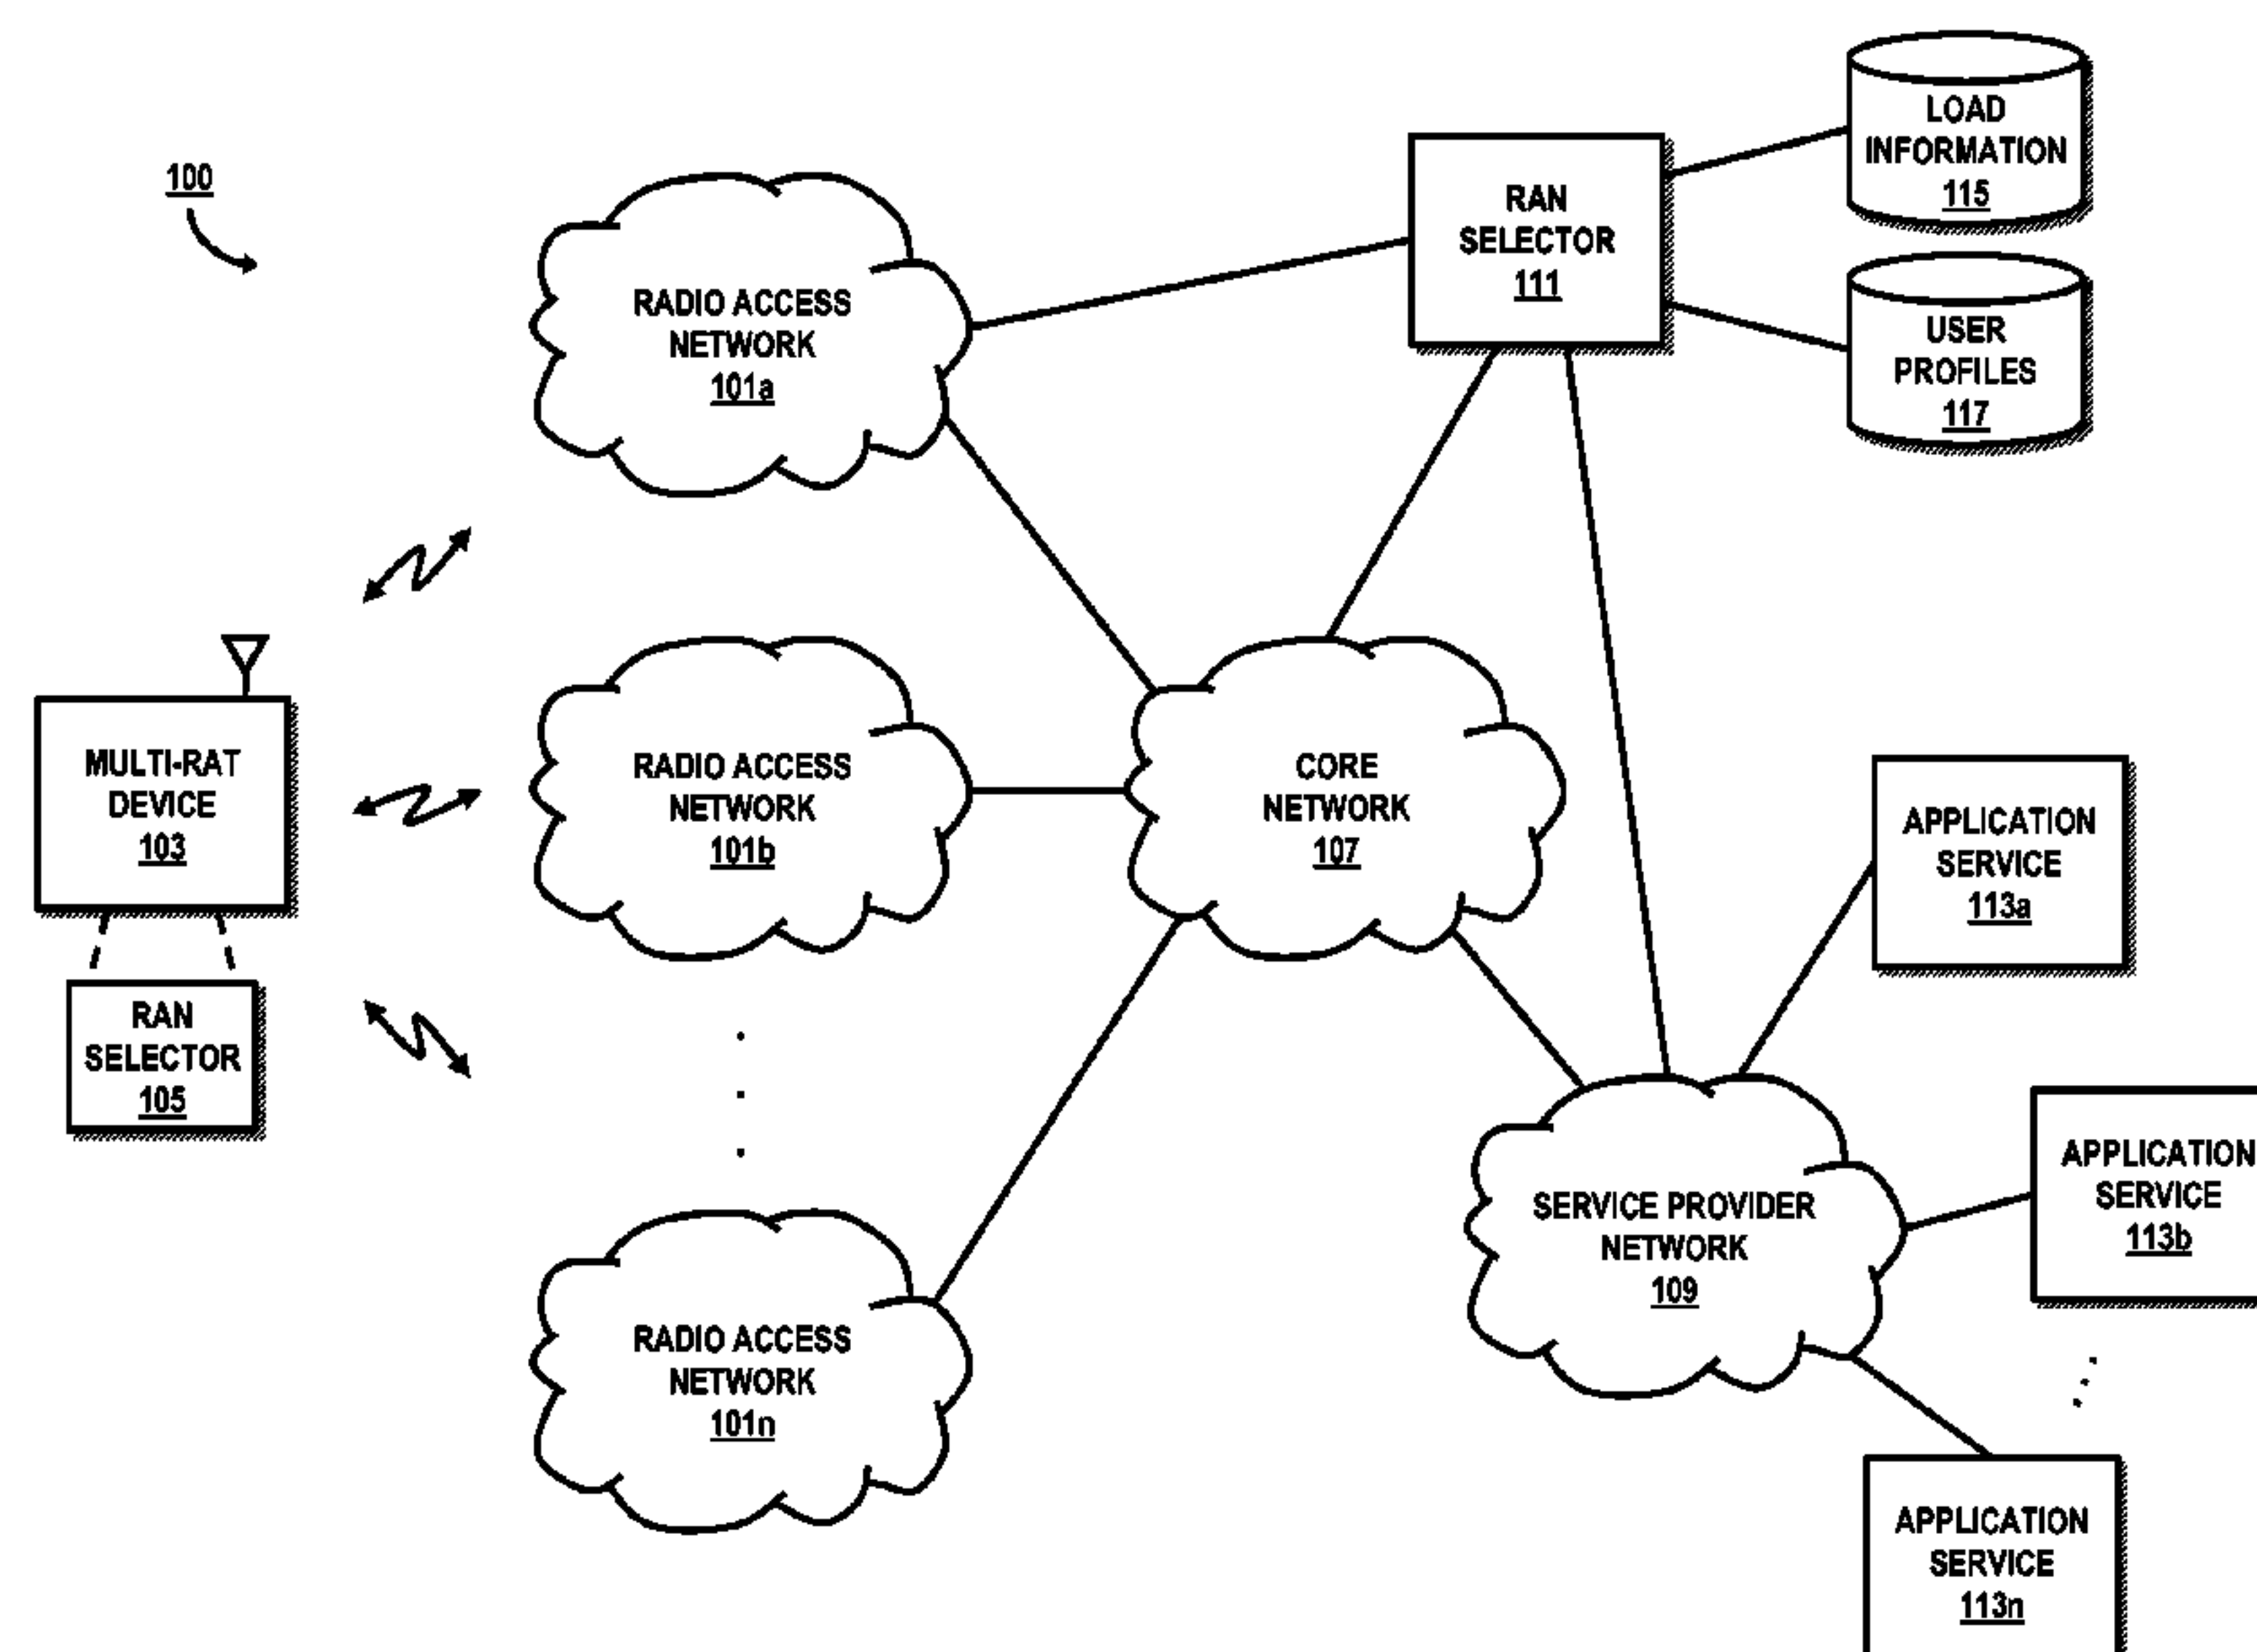 100
RADIO ACCESS
NETWORK
101a
RAN
SELECTOR
111
LOAD
INFORMATION
115
USER
PROFILES
117
MULTI-RAT
DEVICE
103
RAN
SELECTOR
105
RADIO ACCESS
NETWORK
101b
CORE
NETWORK
107
APPLICATION
SERVICE
113a
SERVICE PROVIDER
NETWORK
109
APPLICATION
SERVICE
113b
RADIO ACCESS
NETWORK
101n
APPLICATION
SERVICE
113n